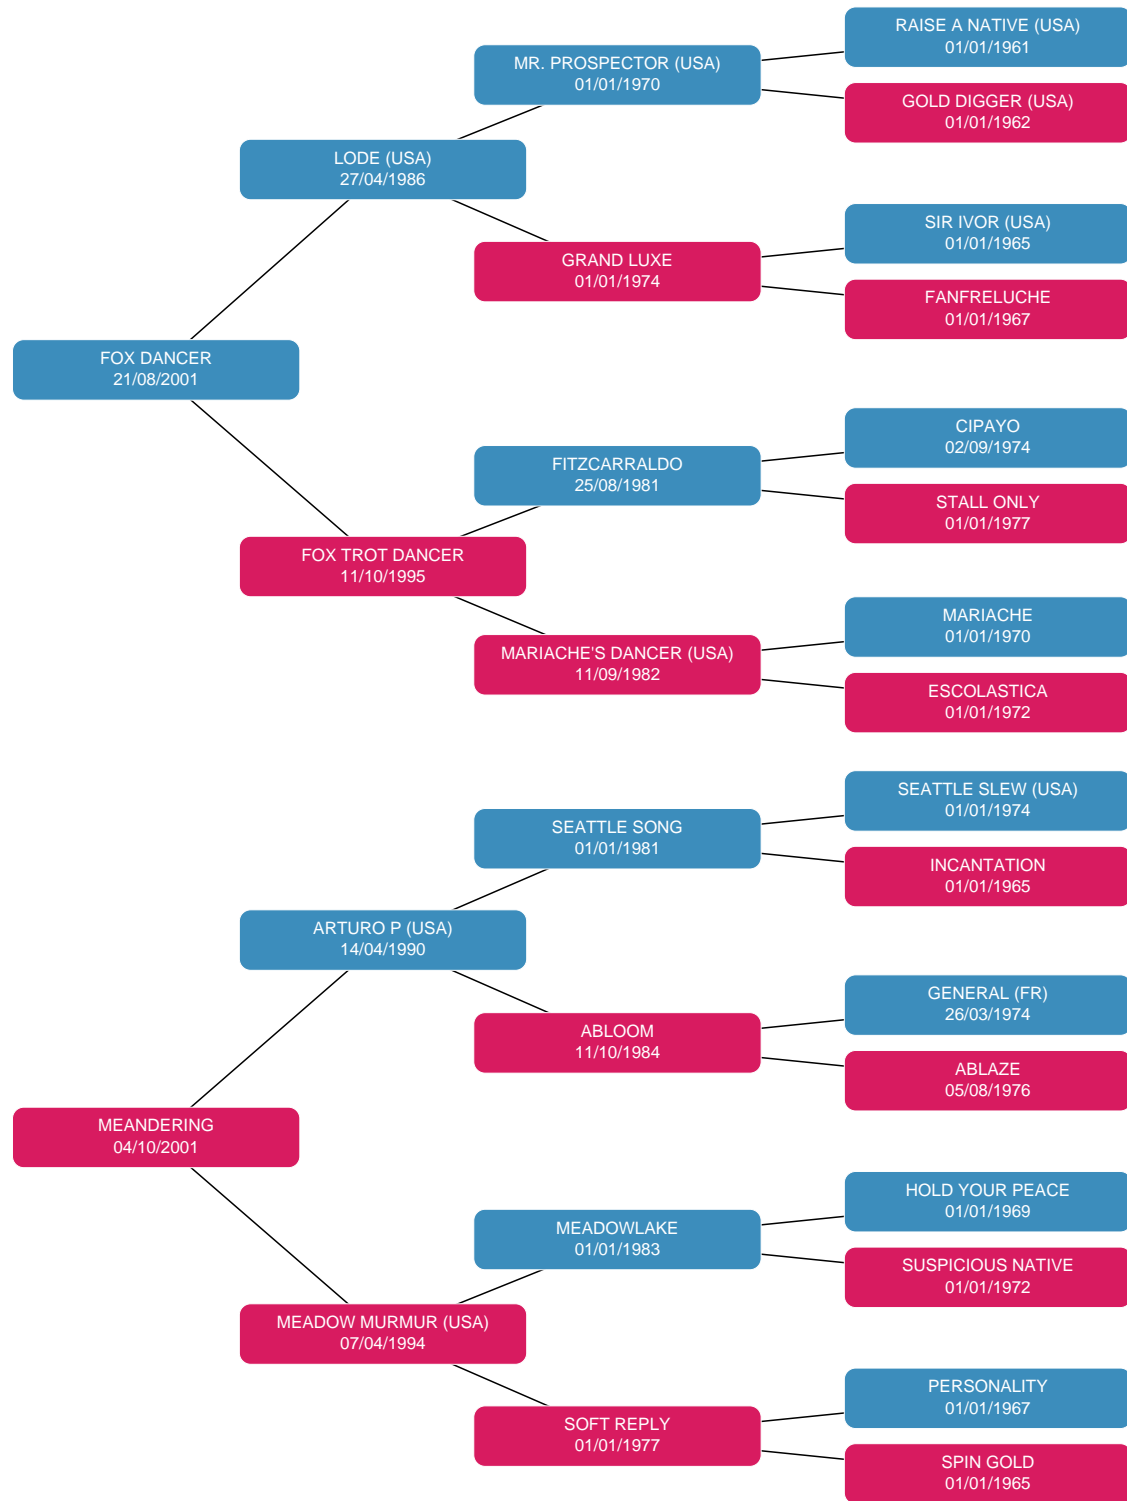 RAISE A NATIVE (USA)
01/01/1961
MR. PROSPECTOR (USA)
01/01/1970
GOLD DIGGER (USA)
01/01/1962
LODE (USA)
27/04/1986
SIR IVOR (USA)
01/01/1965
GRAND LUXE
01/01/1974
FANFRELUCHE
01/01/1967
FOX DANCER
21/08/2001
CIPAYO
02/09/1974
FITZCARRALDO
25/08/1981
STALL ONLY
01/01/1977
FOX TROT DANCER
11/10/1995
MARIACHE
01/01/1970
MARIACHE'S DANCER (USA)
11/09/1982
ESCOLASTICA
01/01/1972
SEATTLE SLEW (USA)
01/01/1974
SEATTLE SONG
01/01/1981
INCANTATION
01/01/1965
ARTURO P (USA)
14/04/1990
GENERAL (FR)
26/03/1974
ABLOOM
11/10/1984
ABLAZE
05/08/1976
MEANDERING
04/10/2001
HOLD YOUR PEACE
01/01/1969
MEADOWLAKE
01/01/1983
SUSPICIOUS NATIVE
01/01/1972
MEADOW MURMUR (USA)
07/04/1994
PERSONALITY
01/01/1967
SOFT REPLY
01/01/1977
SPIN GOLD
01/01/1965